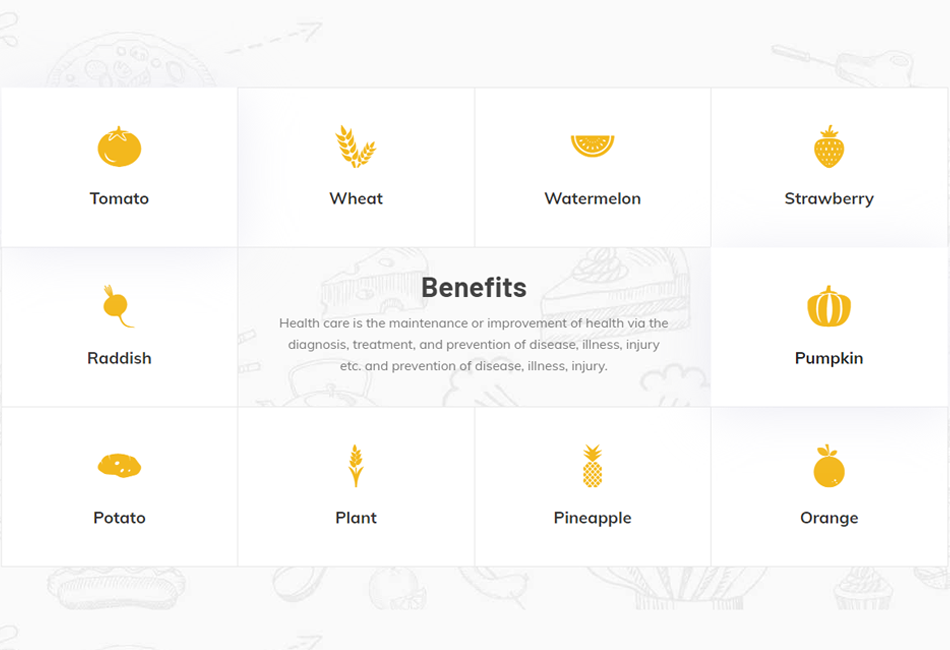 Tomato
Wheat
Watermelon
Strawberry
Raddish
Benefits
Health care is the maintenance or improvement of health via the
diagnosis, treatment, and prevention of disease, illness, injury
etc. and prevention of disease, illness, injury.
Pumpkin
Potato
Plant
Pineapple
Orange